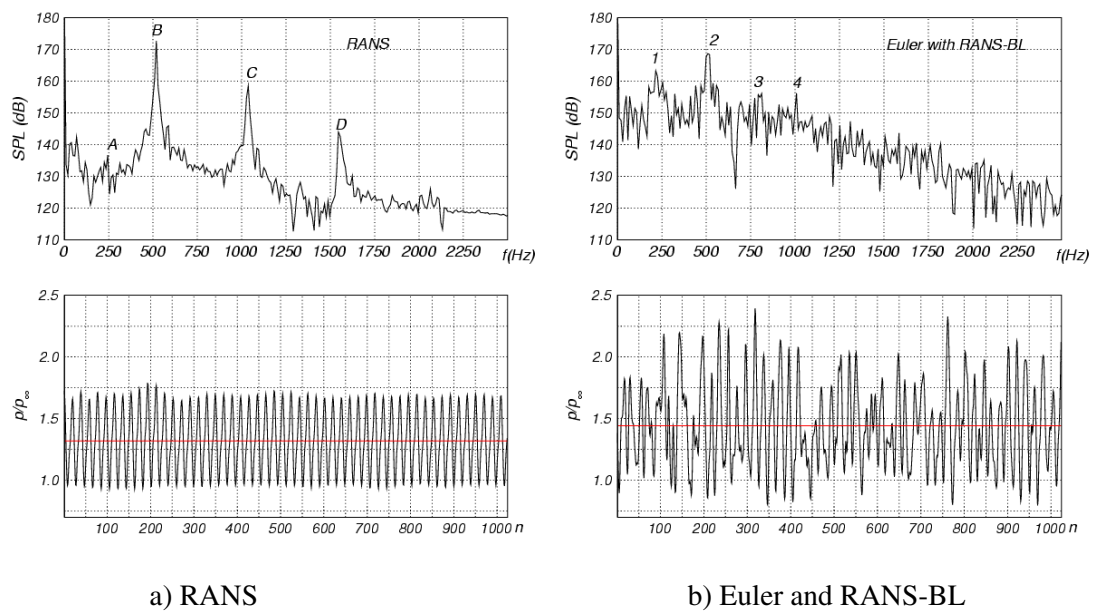 180
170
160
150
140
130
120
110
SPL (dB)
B
RANS
C
D
A
0 250 500 750 1000 1250 1500 1750 2000 2250 f(Hz)
180
170
160
150
140
130
120
110
SPL (dB)
Euler with RANS-BL
1
2
3
4
0 250 500 750 1000 1250 1500 1750 2000 2250 f(Hz)
2.5
2.0
1.5
1.0
p/p∞
100 200 300 400 500 600 700 800 900 1000 n
2.5
2.0
1.5
1.0
p/p∞
100 200 300 400 500 600 700 800 900 1000 n
a) RANS
b) Euler and RANS-BL